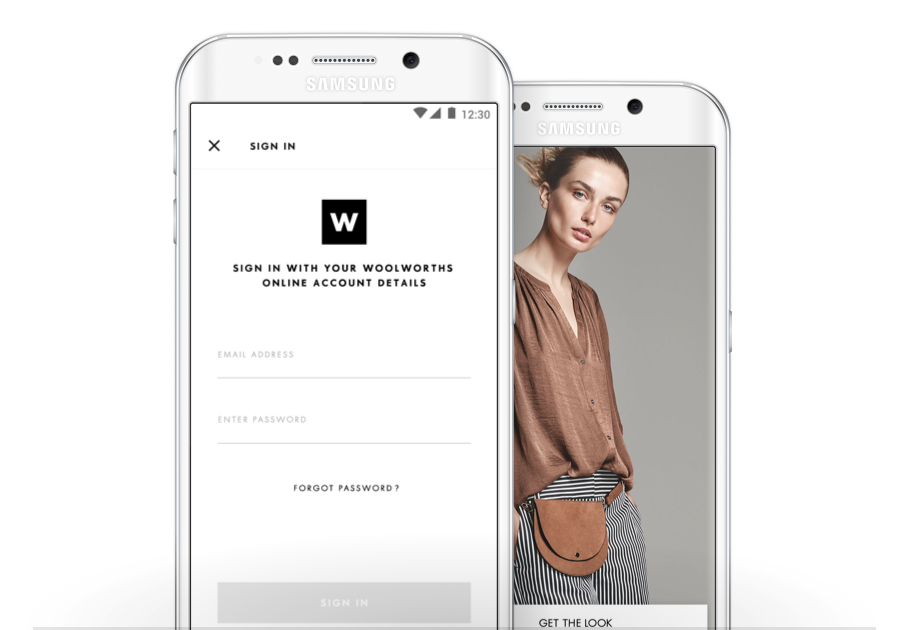 SAMSUNG
12:30
SIGN IN
W
SIGN IN WITH YOUR WOOLWORTHS
ONLINE ACCOUNT DETAILS
EMAIL ADDRESS
ENTER PASSWORD
FORGOT PASSWORD?
SIGN IN
SAMSUNG
GET THE LOOK